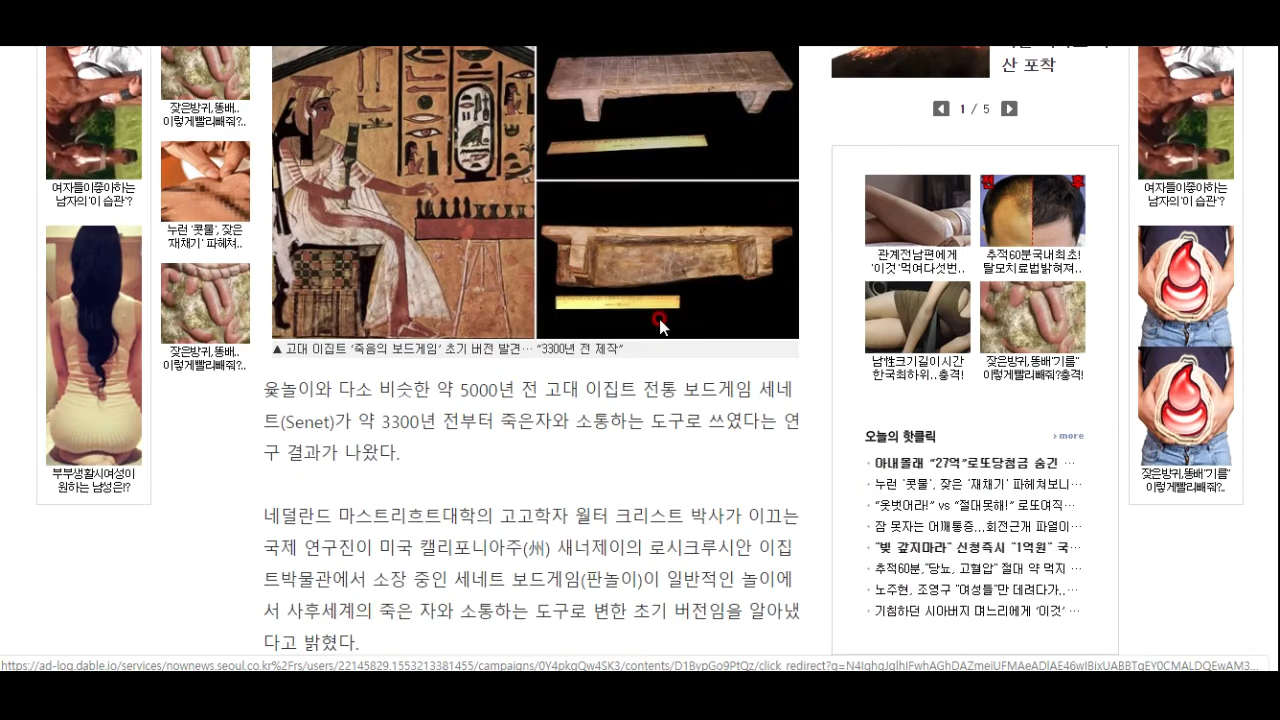 여자들이좋아하는
남자의'이 습관'?
부부생활시여성이
원하는 남성은!?
잦은방귀,똥배..
이렇게빨리빼줘?..
누런 '콧물', 잦은
'재채기' 파헤쳐..
잦은방귀,똥배..
이렇게빨리빼줘?..
▲ 고대 이집트 '죽음의 보드게임' 초기 버전 발견… "3300년 전 제작"
윷놀이와 다소 비슷한 약 5000년 전 고대 이집트 전통 보드게임 세네
트(Senet)가 약 3300년 전부터 죽은자와 소통하는 도구로 쓰였다는 연
구 결과가 나왔다.
네덜란드 마스트리흐트대학의 고고학자 월터 크리스트 박사가 이끄는
국제 연구진이 미국 캘리포니아주(州) 새너제이의 로시크루시안 이집
트박물관에서 소장 중인 세네트 보드게임(판놀이)이 일반적인 놀이에
서 사후세계의 죽은 자와 소통하는 도구로 변한 초기 버전임을 알아냈
다고 밝혔다.
산 포착
1 / 5
전 후
관계전남편에게
'이것'먹여다섯번..
추적60분국내최초!
탈모치료법밝혀져..
남성크기길이시간
한국최하위..충격!
잦은방귀,똥배"기름"
이렇게빨리빼줘?충격!
오늘의 핫클릭
› more
· 아내몰래 "27억"로또당첨금 숨긴 …
· 누런 '콧물', 잦은 '재채기' 파헤쳐보니…
· "옷벗어라!" vs "절대못해!" 로또여직…
· 잠 못자는 어깨통증...회전근개 파열이…
· "빚 갚지마라" 신청즉시 "1억원" 국…
· 추적60분,"당뇨, 고혈압" 절대 약 먹지 …
· 노주현, 조영구 "여성들"만 데려다가..…
· 기침하던 시아버지 며느리에게 '이것' …
여자들이좋아하는
남자의'이 습관'?
잦은방귀,똥배"기름"
이렇게빨리빼줘?..